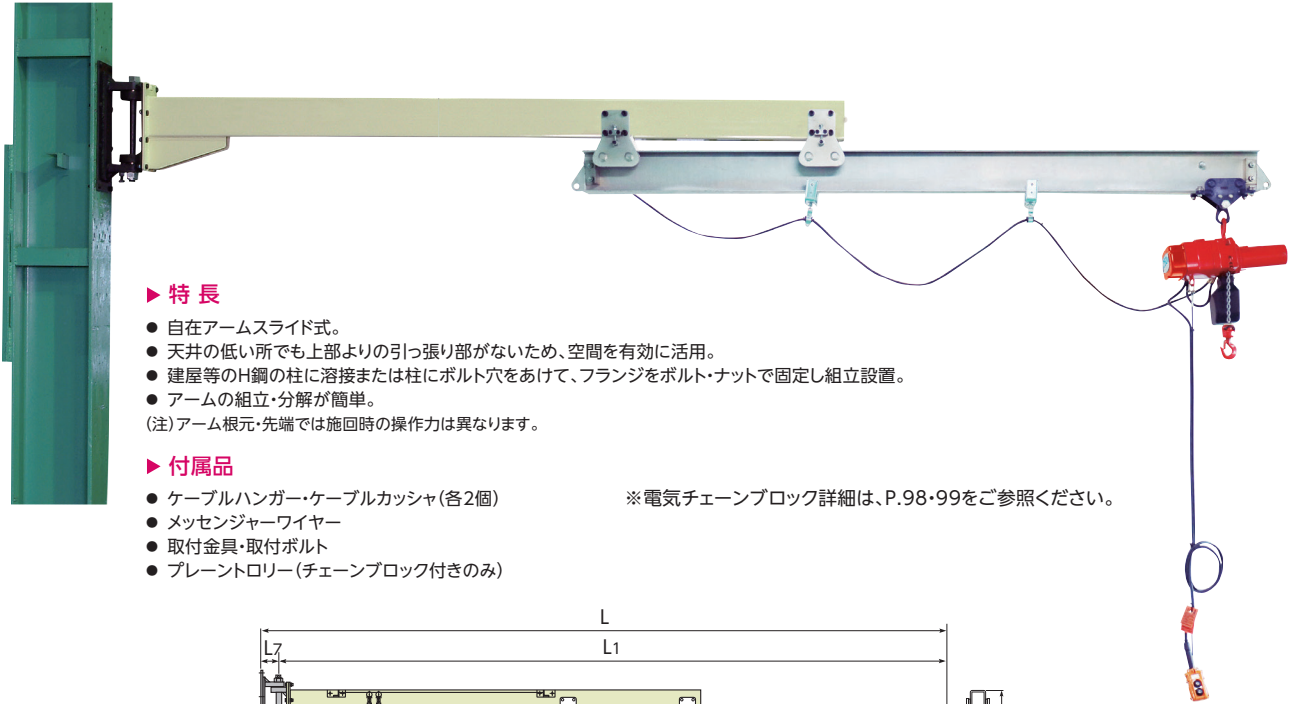 ▶ 特 長
● 自在アームスライド式。
● 天井の低い所でも上部よりの引っ張り部がないため、空間を有効に活用。
● 建屋等のH鋼の柱に溶接または柱にボルト穴をあけて、フランジをボルト・ナットで固定し組立設置。
● アームの組立・分解が簡単。
(注)アーム根元・先端では施回時の操作力は異なります。
▶ 付属品
● ケーブルハンガー・ケーブルカッシャ(各2個)
※電気チェーンブロック詳細は、P.98・99をご参照ください。
● メッセンジャーワイヤー
● 取付金具・取付ボルト
● プレーントロリー(チェーンブロック付きのみ)
L
L7
L1